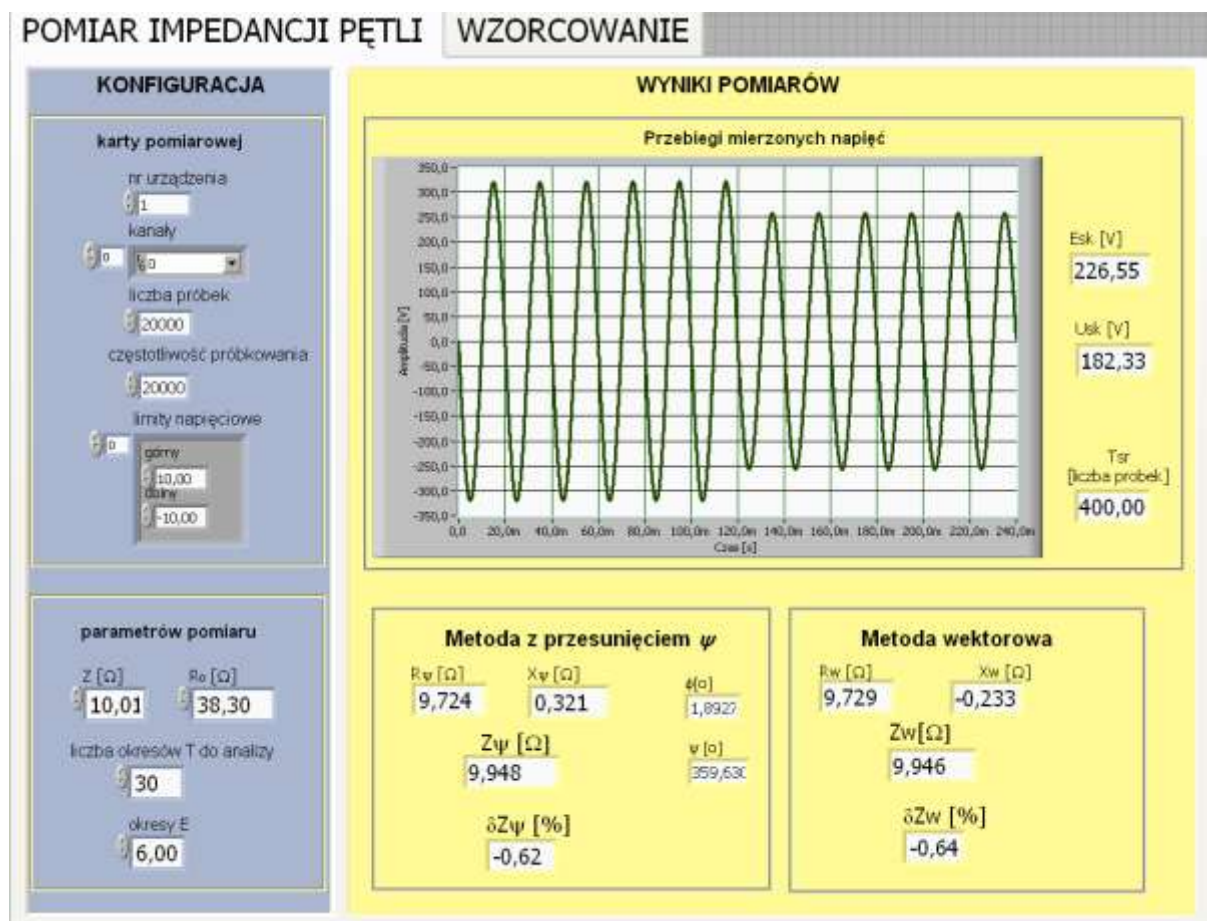 POMIAR IMPEDANCJI PĘTLI
WZORCOWANIE
KONFIGURACJA
karty pomiarowej
nr urządzenia
1
kanały
0
0
liczba próbek
20000
częstotliwość próbkowania
20000
limity napięciowe
0
górny
10,00
dolny
-10,00
parametrów pomiaru
Z [Ω]
Ro [Ω]
10,01
38,30
liczba okresów T do analizy
30
okresy E
6,00
WYNIKI POMIARÓW
Przebiegi mierzonych napięć
Amplituda [V]
350,0
300,0
250,0
200,0
150,0
100,0
50,0
0,0
-50,0
-100,0
-150,0
-200,0
-250,0
-300,0
-350,0
0,0 20,0m 40,0m 60,0m 80,0m 100,0m 120,0m 140,0m 160,0m 180,0m 200,0m 220,0m 240,0m
Czas [s]
Esk [V]
226,55
Usk [V]
182,33
Tsr
[liczba probek]
400,00
Metoda z przesunięciem ψ
Rψ [Ω]
Xψ [Ω]
ϕ[o]
9,724
0,321
1,8927
Zψ [Ω]
ψ [o]
9,948
δZψ [%]
-0,62
Metoda wektorowa
Rw [Ω]
Xw [Ω]
9,729
-0,233
Zw[Ω]
9,946
δZw [%]
-0,64